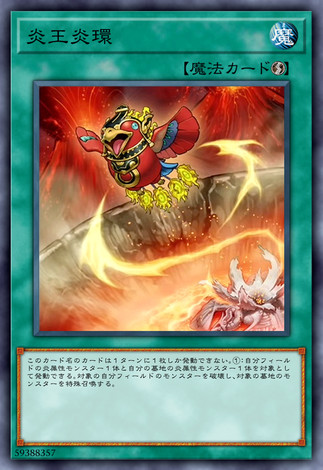 炎王炎環
魔
【魔法カード】
このカード名のカードは1ターンに1枚しか発動できない。①:自分フィール
ドの炎属性モンスター1体と自分の墓地の炎属性モンスター1体を対象とし
て発動できる。対象の自分フィールドのモンスターを破壊し、対象の墓地のモ
ンスターを特殊召喚する。
59388357